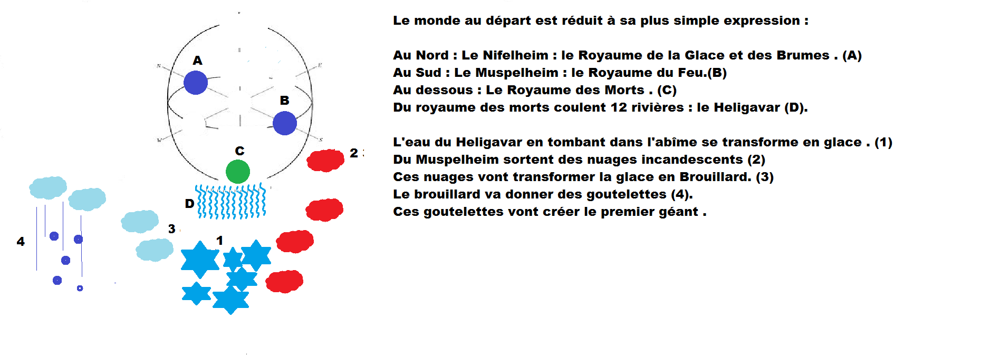 Le monde au départ est réduit à sa plus simple expression :
Au Nord : Le Nifelheim : le Royaume de la Glace et des Brumes . (A)
Au Sud : Le Muspelheim : le Royaume du Feu.(B)
Au dessous : Le Royaume des Morts . (C)
Du royaume des morts coulent 12 rivières : le Heligavar (D).
L'eau du Heligavar en tombant dans l'abîme se transforme en glace . (1)
Du Muspelheim sortent des nuages incandescents (2)
Ces nuages vont transformer la glace en Brouillard. (3)
Le brouillard va donner des goutelettes (4).
Ces goutelettes vont créer le premier géant .
A
N
E
B
W
S
C
2
D
3
1
4